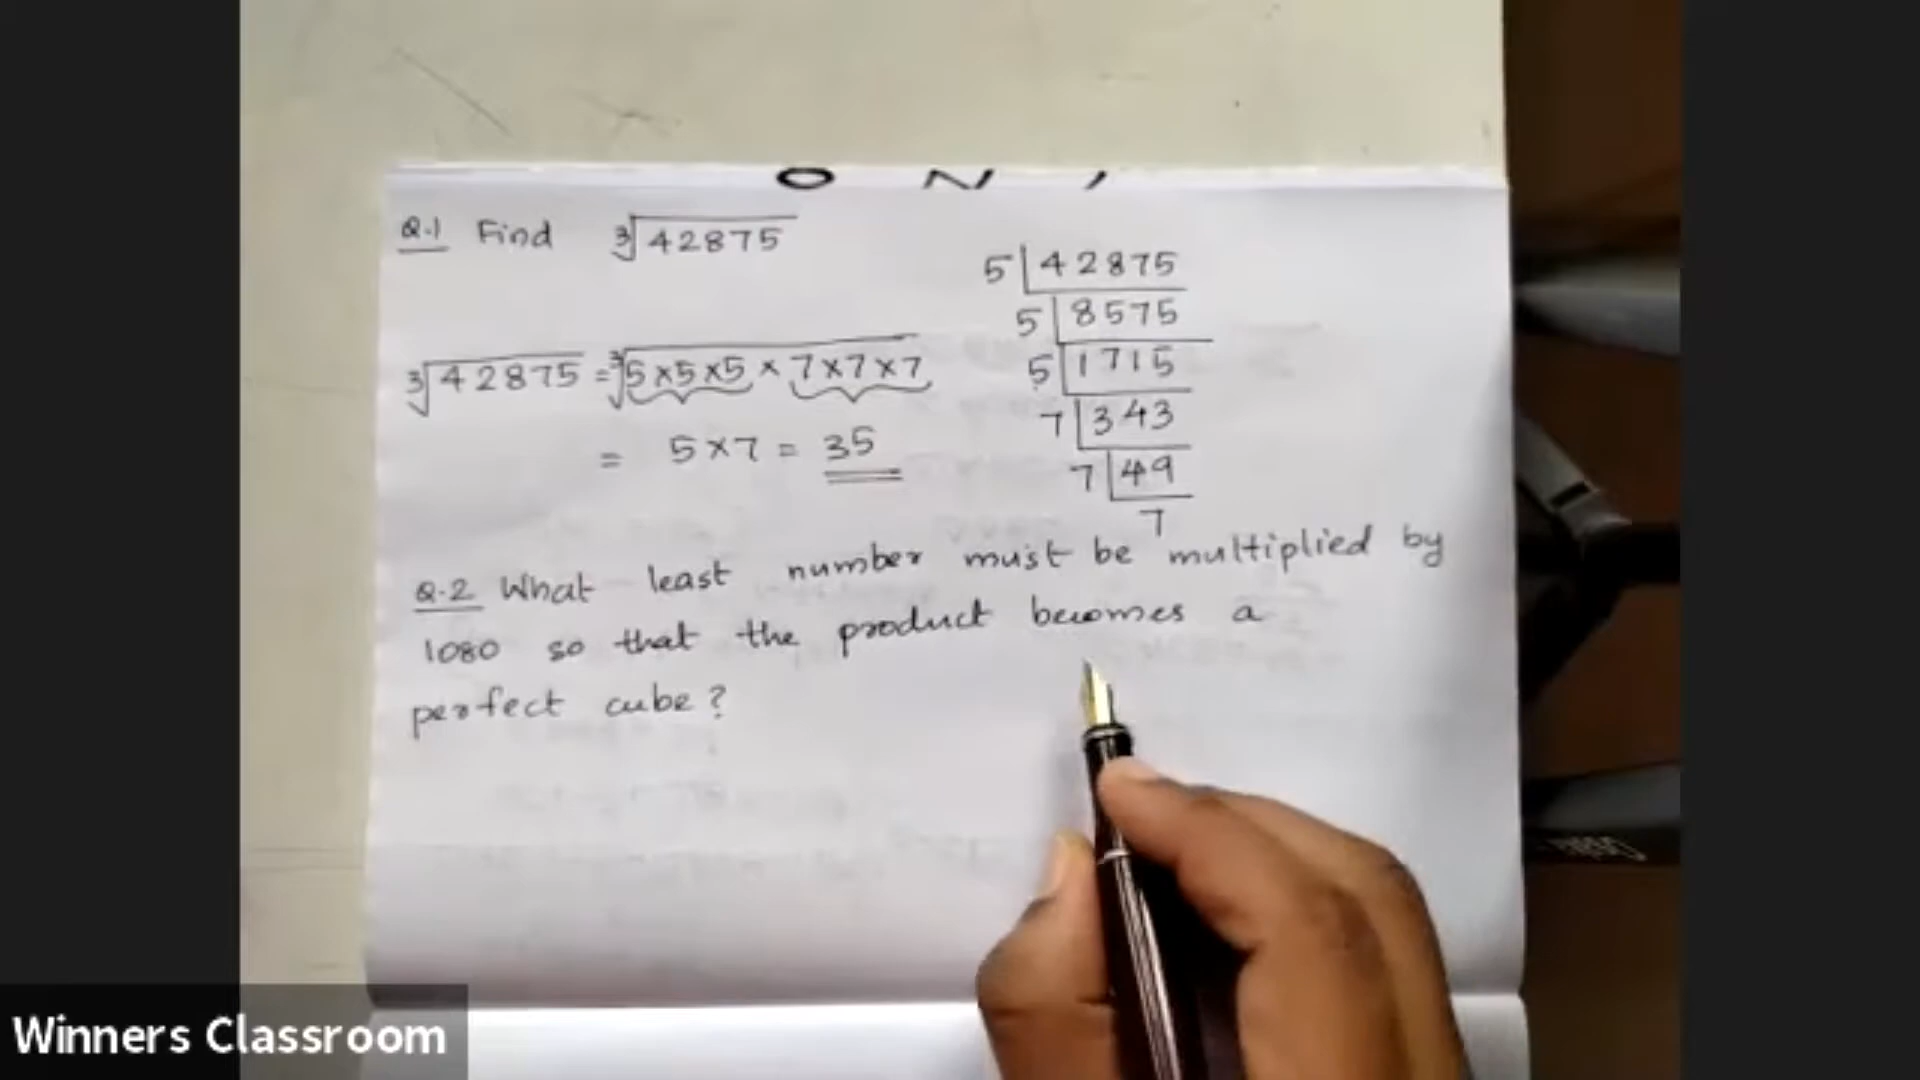 Q.1 Find ∛42875
5 | 42875
5 | 8575
∛42875 = ∛5×5×5 × 7×7×7
5 | 1715
7 | 343
= 5×7 = 35
7 | 49
7
Q.2 What least number must be multiplied by
1080 so that the product becomes a
perfect cube?
Winners Classroom